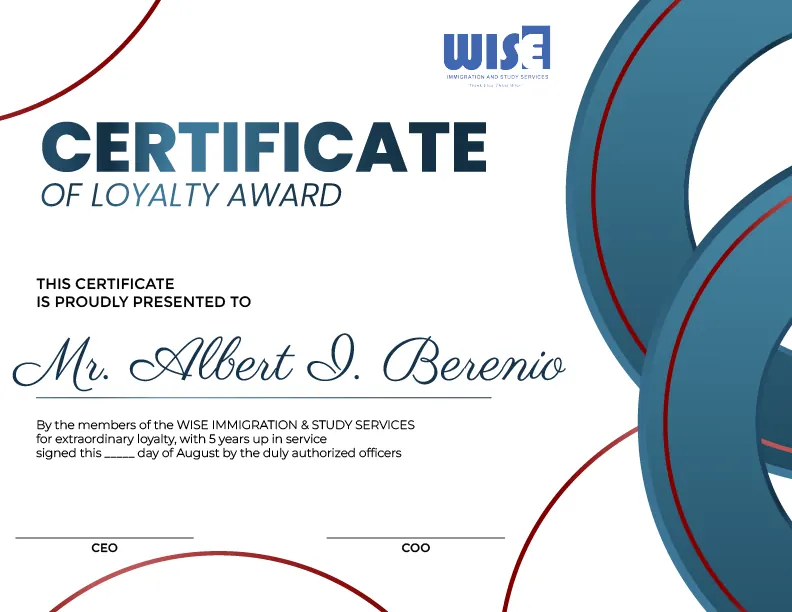 WISE
IMMIGRATION AND STUDY SERVICES
CERTIFICATE
OF LOYALTY AWARD
THIS CERTIFICATE
IS PROUDLY PRESENTED TO
Mr. Albert I. Berenio
By the members of the WISE IMMIGRATION & STUDY SERVICES
for extraordinary loyalty, with 5 years up in service
signed this _____ day of August by the duly authorized officers
CEO
COO